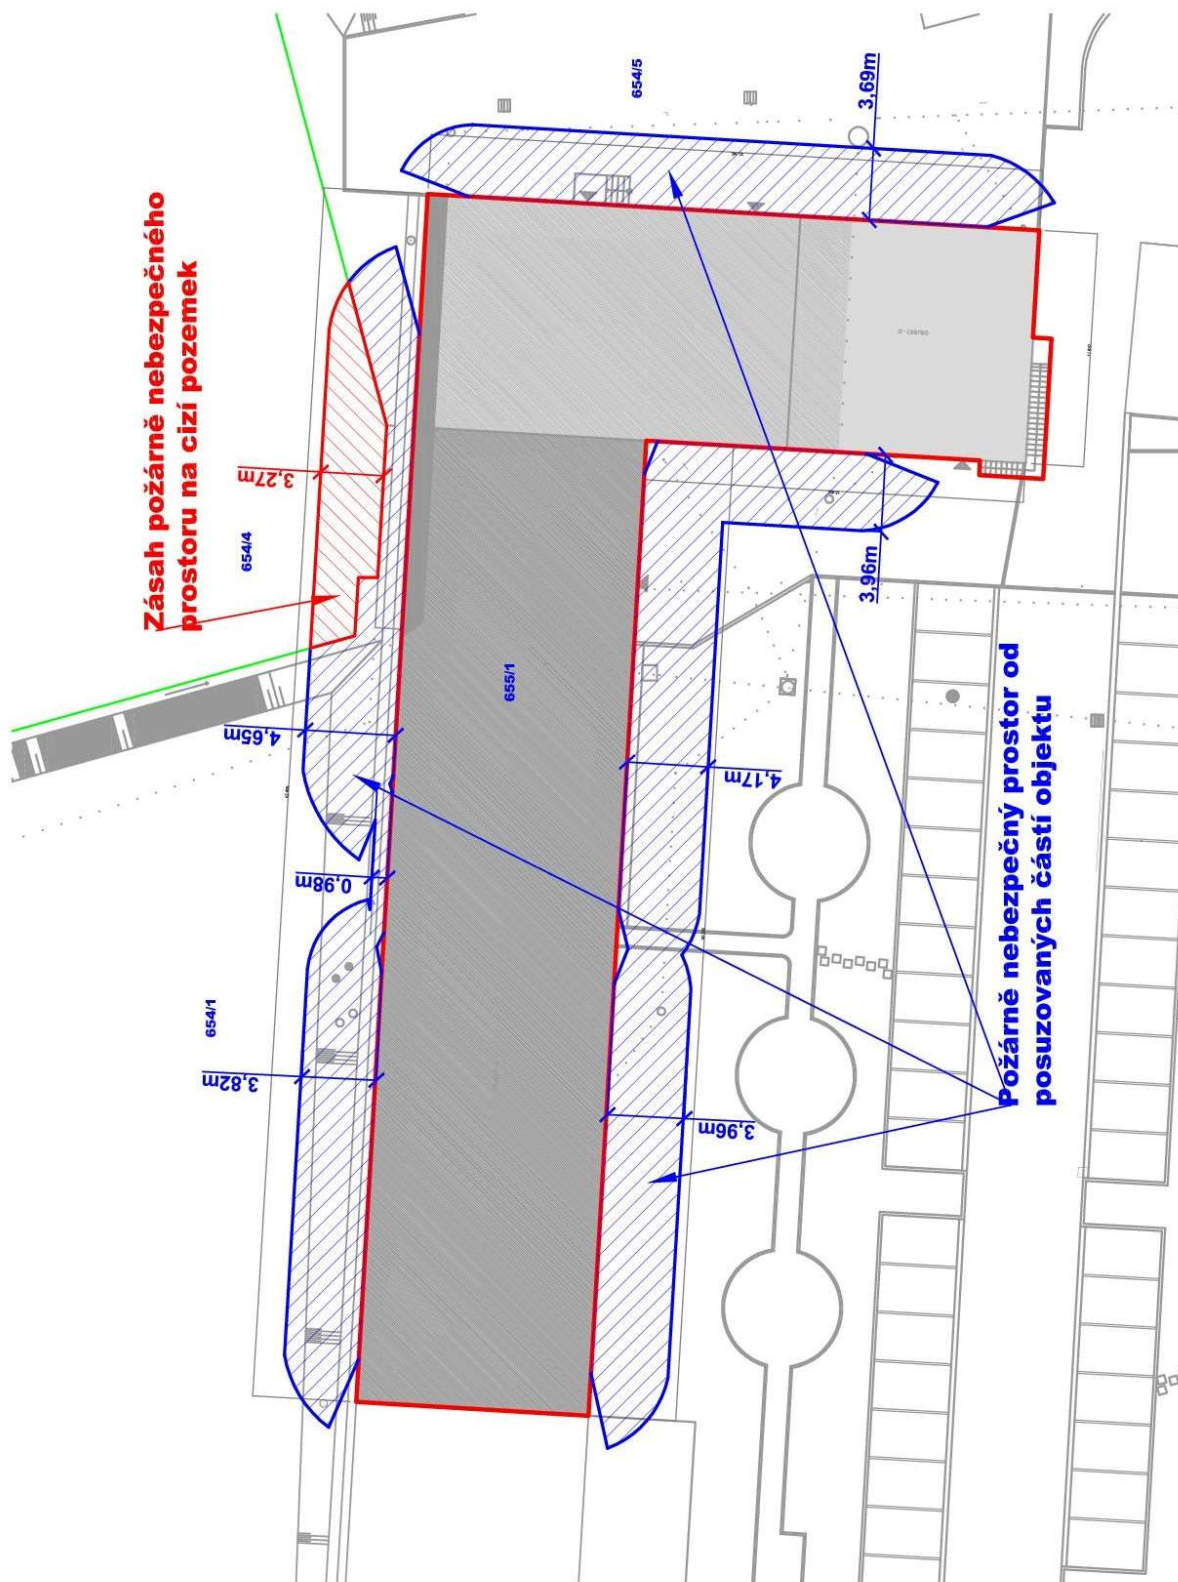 654/5
3,69m
Zásah požárně nebezpečného
prostoru na cizí pozemek
3,27m
654/4
3,96m
655/1
4,65m
4,17m
Požárně nebezpečný prostor od
posuzovaných částí objektu
0,98m
654/1
3,82m
3,96m